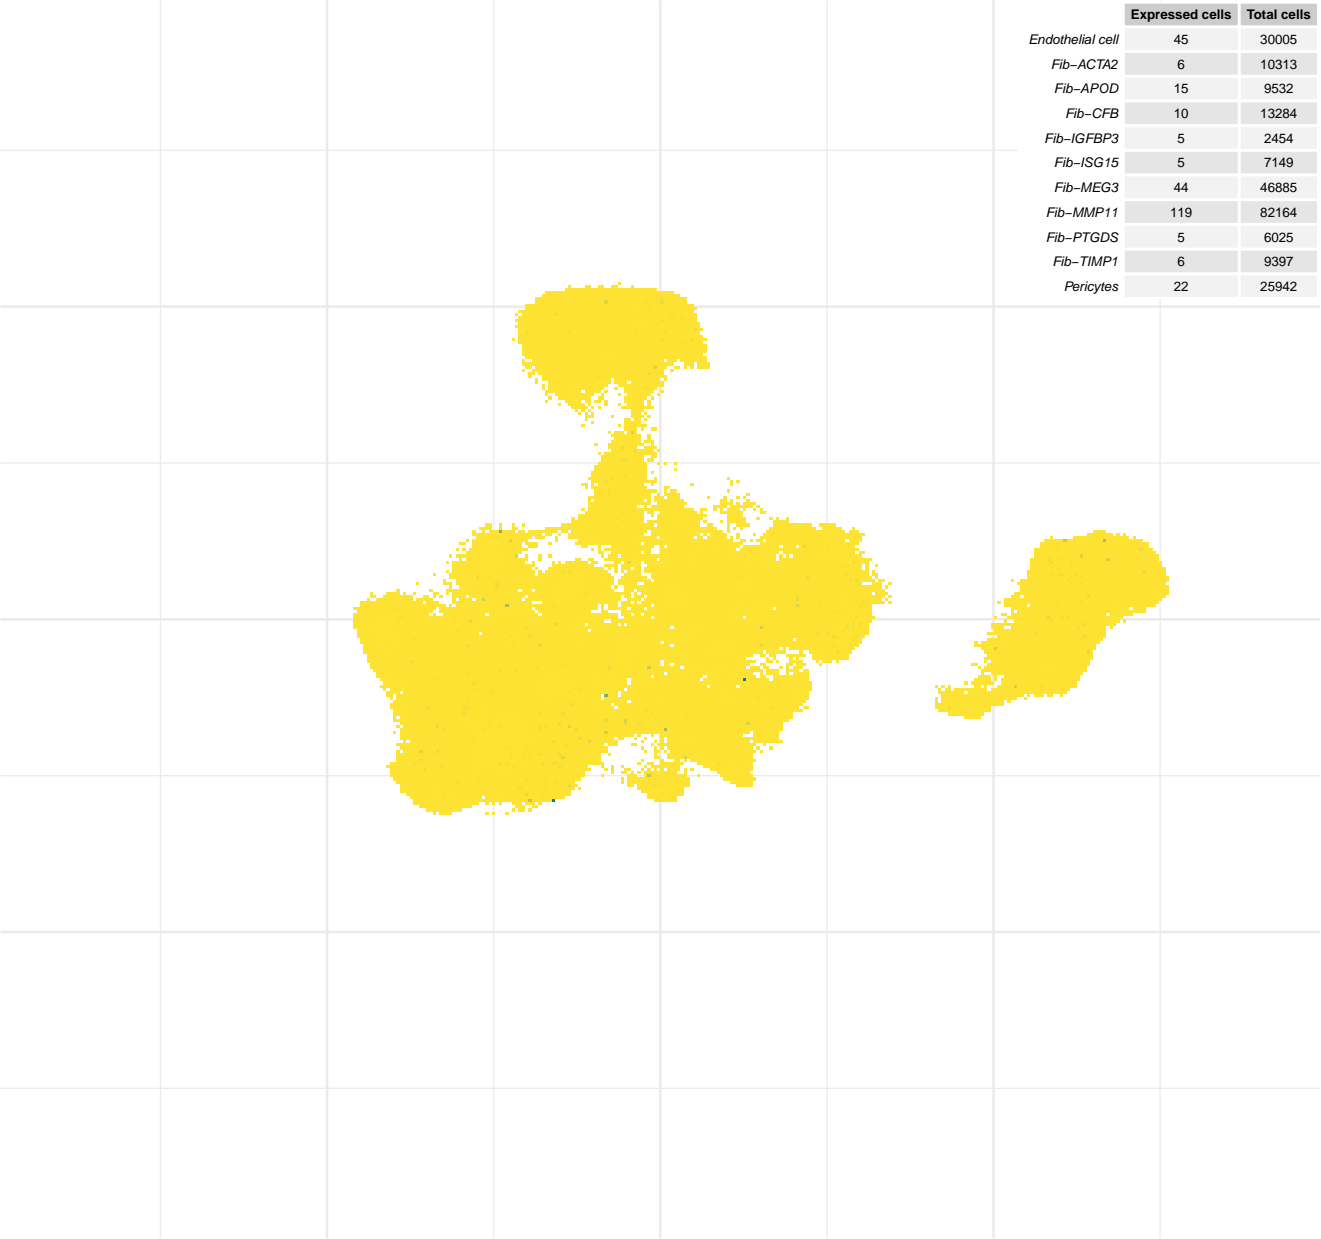 Expressed cells Total cells
Endothelial cell 45 30005
Fib−ACTA2 6 10313
Fib−APOD 15 9532
Fib−CFB 10 13284
Fib−IGFBP3 5 2454
Fib−ISG15 5 7149
Fib−MEG3 44 46885
Fib−MMP11 119 82164
Fib−PTGDS 5 6025
Fib−TIMP1 6 9397
Pericytes 22 25942